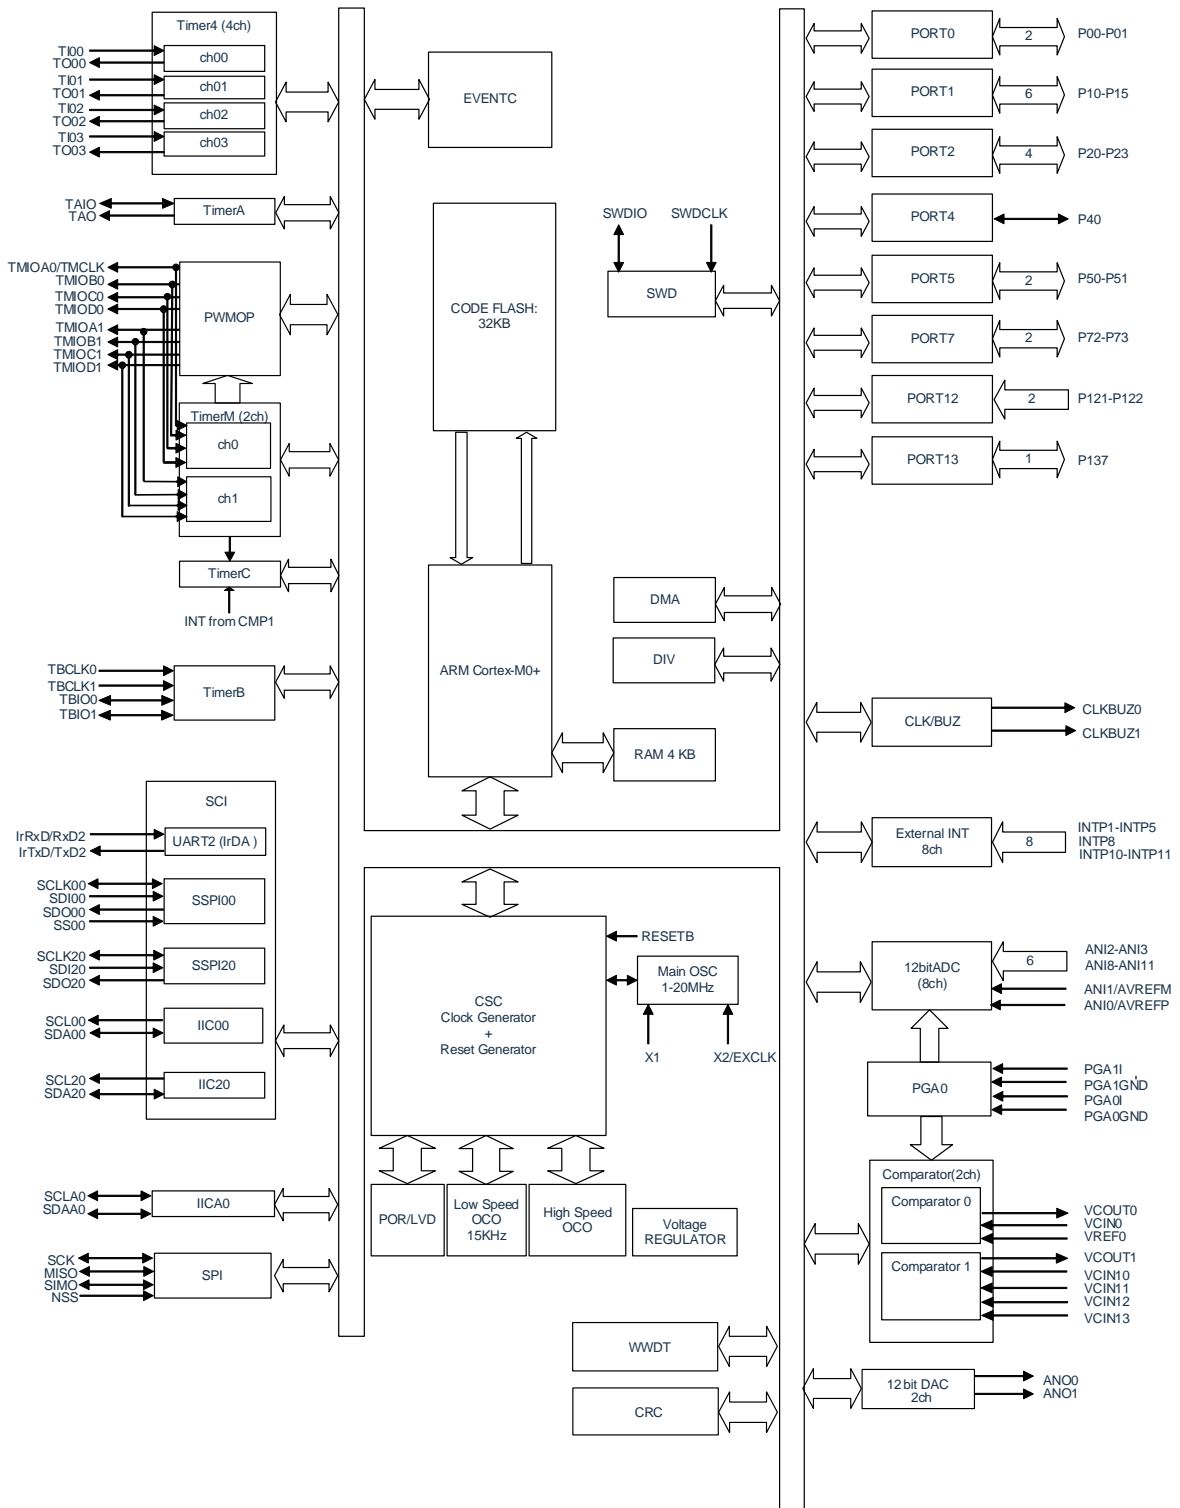 Timer4 (4ch)
TI00
TO00
ch00
TI01
TO01
ch01
TI02
TO02
ch02
TI03
TO03
ch03
TAIO
TAO
TimerA
TMIOA0/TMCLK
TMIOB0
TMIOC0
TMIOD0
TMIOA1
TMIOB1
TMIOC1
TMIOD1
PWMOP
TimerM (2ch)
ch0
ch1
TimerC
INT from CMP1
TBCLK0
TBCLK1
TBIO0
TBIO1
TimerB
SCI
IrRxD/RxD2
IrTxD/TxD2
UART2 (IrDA )
SCLK00
SDI00
SDO00
SS00
SSPI00
SCLK20
SDI20
SDO20
SSPI20
SCL00
SDA00
IIC00
SCL20
SDA20
IIC20
SCLA0
SDAA0
IICA0
SCK
MISO
SIMO
NSS
SPI
EVENTC
CODE FLASH:
32KB
SWDIO
SWDCLK
SWD
ARM Cortex-M0+
DMA
DIV
RAM 4 KB
CSC
Clock Generator
+
Reset Generator
RESETB
Main OSC
1-20MHz
X1
X2/EXCLK
POR/LVD
Low Speed
OCO
15KHz
High Speed
OCO
Voltage
REGULATOR
WWDT
CRC
PORT0
2
P00-P01
PORT1
6
P10-P15
PORT2
4
P20-P23
PORT4
P40
PORT5
2
P50-P51
PORT7
2
P72-P73
PORT12
2
P121-P122
PORT13
1
P137
CLK/BUZ
CLKBUZ0
CLKBUZ1
External INT
8ch
8
INTP1-INTP5
INTP8
INTP10-INTP11
12bitADC
(8ch)
6
ANI2-ANI3
ANI8-ANI11
ANI1/AVREFM
ANI0/AVREFP
PGA0
PGA1I
PGA1GND
PGA0I
PGA0GND
Comparator(2ch)
Comparator 0
VCOUT0
VCIN0
VREF0
Comparator 1
VCOUT1
VCIN10
VCIN11
VCIN12
VCIN13
12 bit DAC
2ch
ANO0
ANO1